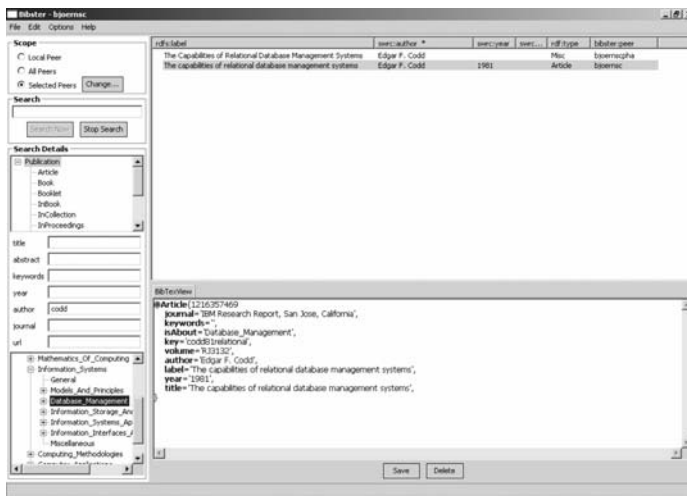 Bibster - bjoernsc
File Edit Options Help
Scope
Local Peer
All Peers
Selected Peers Change...
Search
Search Now Stop Search
Search Details
Publication
Article
Book
Booklet
InBook
InCollection
InProceedings
title
abstract
keywords
year
author codd
journal
url
Mathematics_Of_Computing
Information_Systems
General
Models_And_Principles
Database_Management
Information_Storage_And
Information_Systems_Ap
Information_Interfaces_A
Miscellaneous
Computing_Methodologies
rdfs:label swrc:author * swrc:year swrc... rdf:type bibster:peer
The Capabilities of Relational Database Management Systems Edgar F. Codd Misc bjoernscpha
The capabilities of relational database management systems Edgar F. Codd 1981 Article bjoernsc
BibTexView
@Article{1216357469
journal='IBM Research Report, San Jose, California',
keywords='',
isAbout='Database_Management',
key='codd81relational',
volume='RJ3132',
author='Edgar F. Codd',
label='The capabilities of relational database management systems',
year='1981',
title='The capabilities of relational database management systems',
}
Save Delete